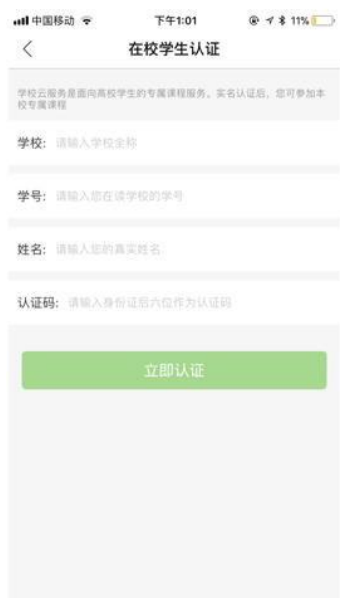 中国移动 下午1:01 11%
在校学生认证
学校云服务是面向高校学生的专属课程服务，实名认证后，您可参加本
校专属课程
学校: 请输入学校全称
学号: 请输入您在读学校的学号
姓名: 请输入您的真实姓名
认证码: 请输入身份证后六位作为认证码
立即认证